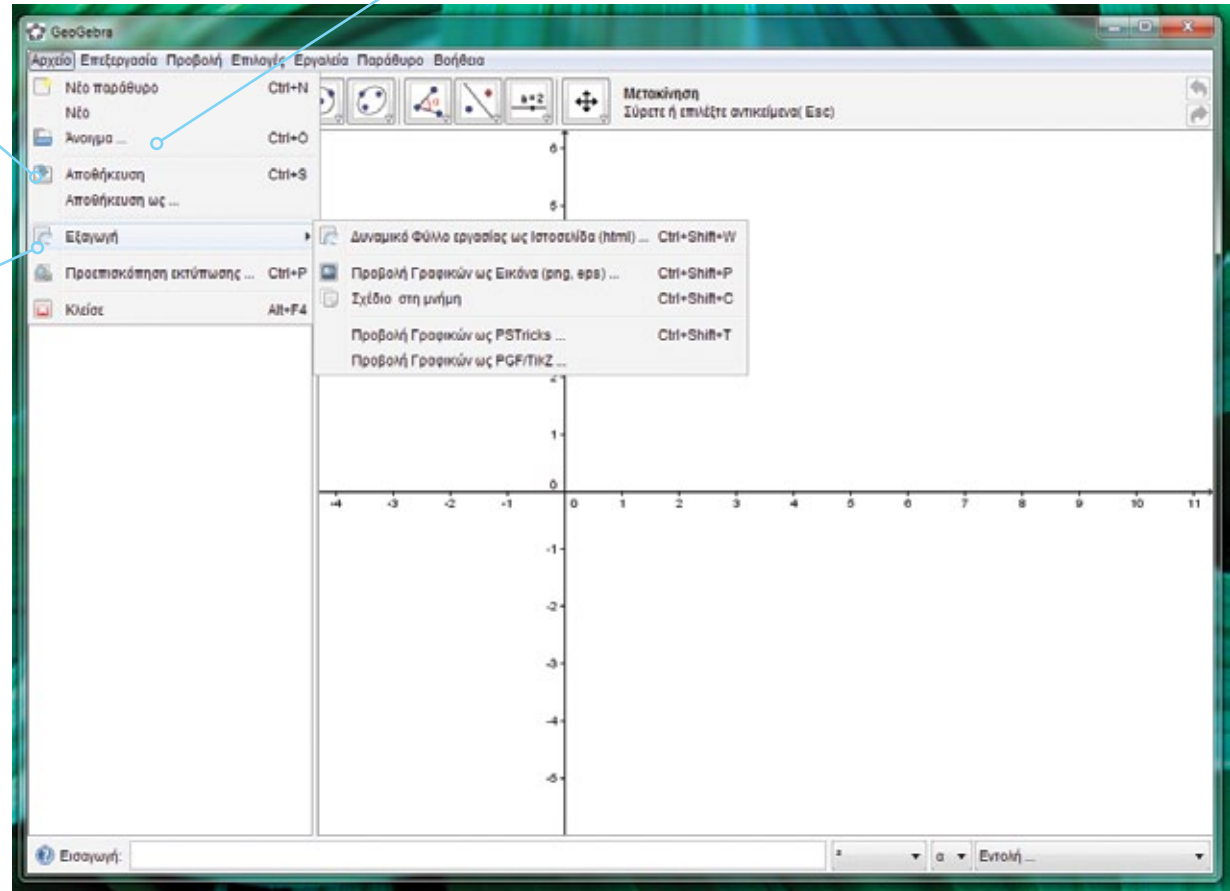 GeoGebra
Αρχείο Επεξεργασία Προβολή Επιλογές Εργαλεία Παράθυρο Βοήθεια
Νέο παράθυρο Ctrl+N
Νέο
Άνοιγμα ... Ctrl+O
Αποθήκευση Ctrl+S
Αποθήκευση ως ...
Εξαγωγή
Προεπισκόπηση εκτύπωσης ... Ctrl+P
Κλείσε Alt+F4
a=2
Μετακίνηση
Σύρετε ή επιλέξτε αντικείμενα( Esc)
Δυναμικό Φύλλο εργασίας ως Ιστοσελίδα (html) ... Ctrl+Shift+W
Προβολή Γραφικών ως Εικόνα (png, eps) ... Ctrl+Shift+P
Σχέδιο στη μνήμη Ctrl+Shift+C
Προβολή Γραφικών ως PSTricks ... Ctrl+Shift+T
Προβολή Γραφικών ως PGF/TikZ ...
6
5
2
1
0
-4 -3 -2 -1 0 1 2 3 4 5 6 7 8 9 10 11
-1
-2
-3
-4
-5
Εισαγωγή:
² α Εντολή ...